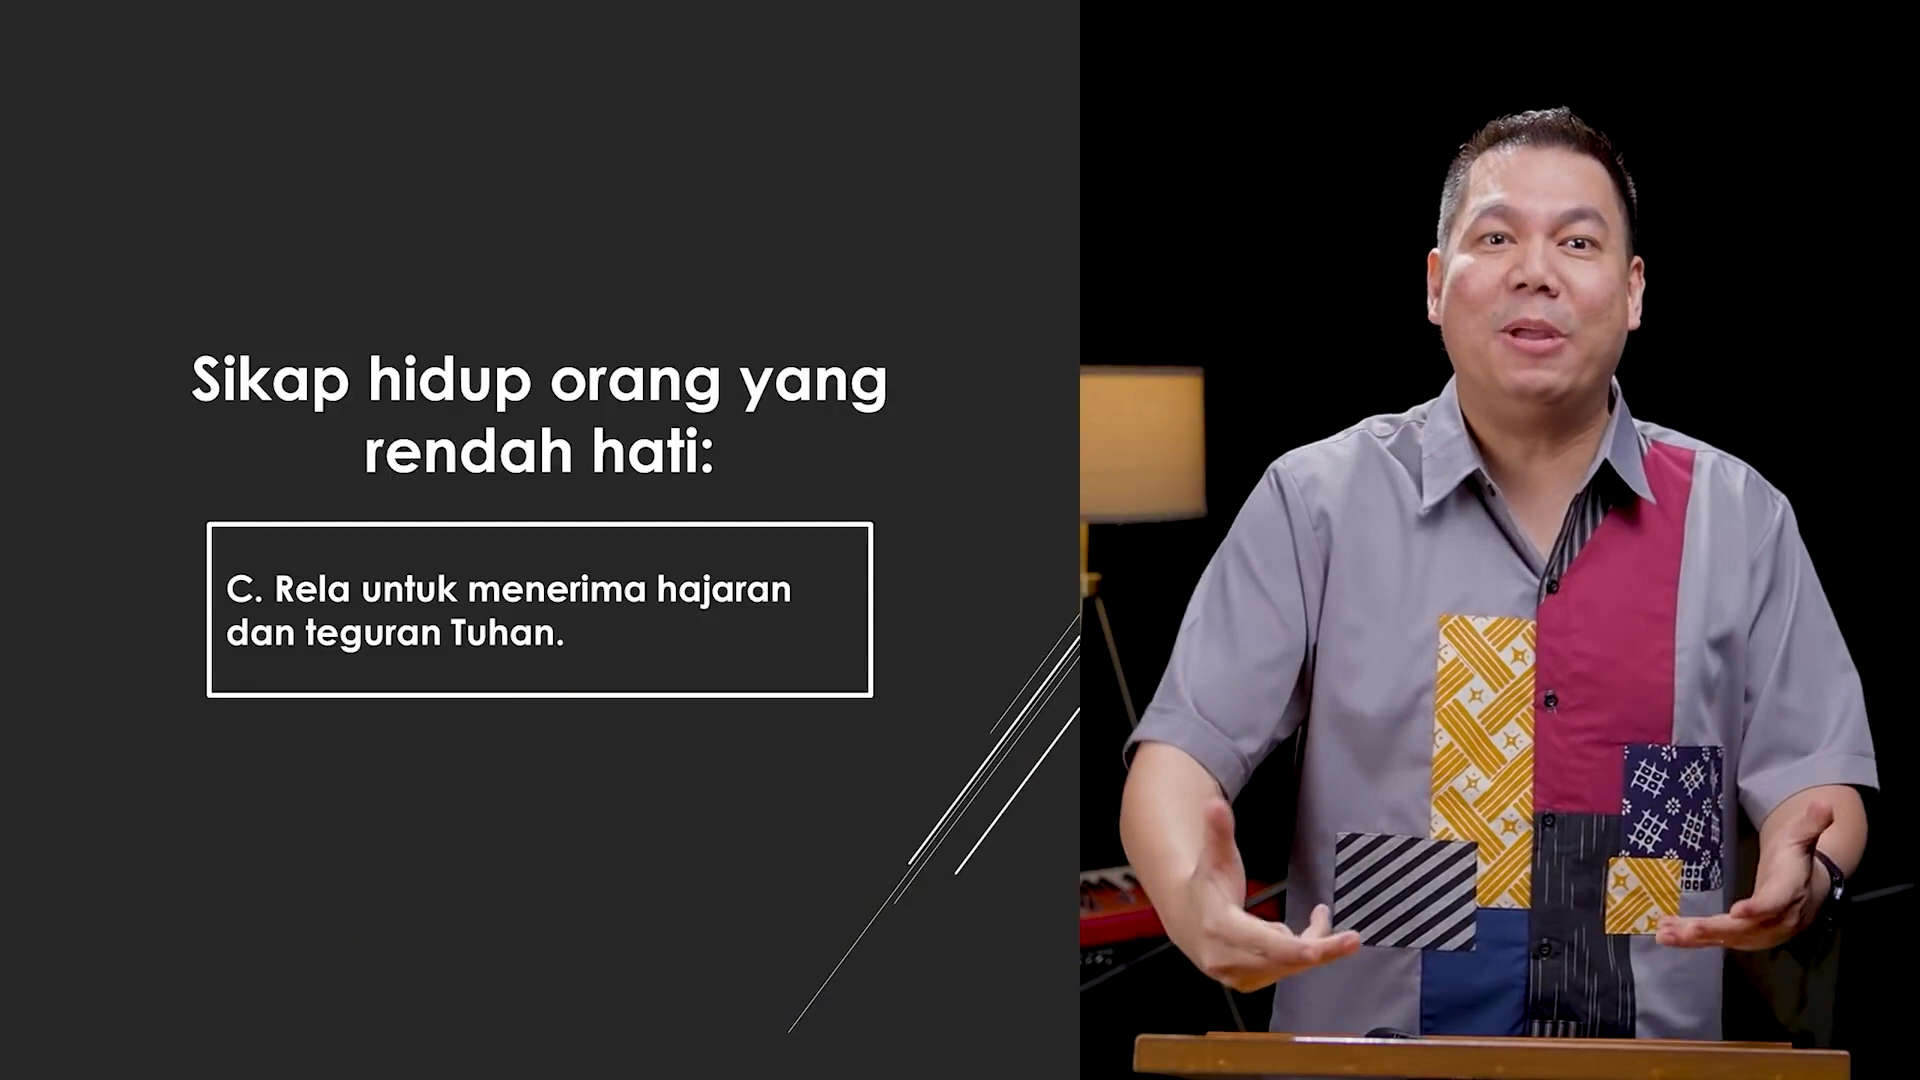 Sikap hidup orang yang
rendah hati:
C. Rela untuk menerima hajaran
dan teguran Tuhan.